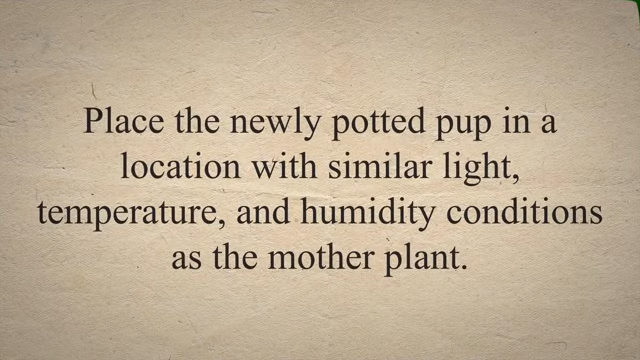 Place the newly potted pup in a
location with similar light,
temperature, and humidity conditions
as the mother plant.